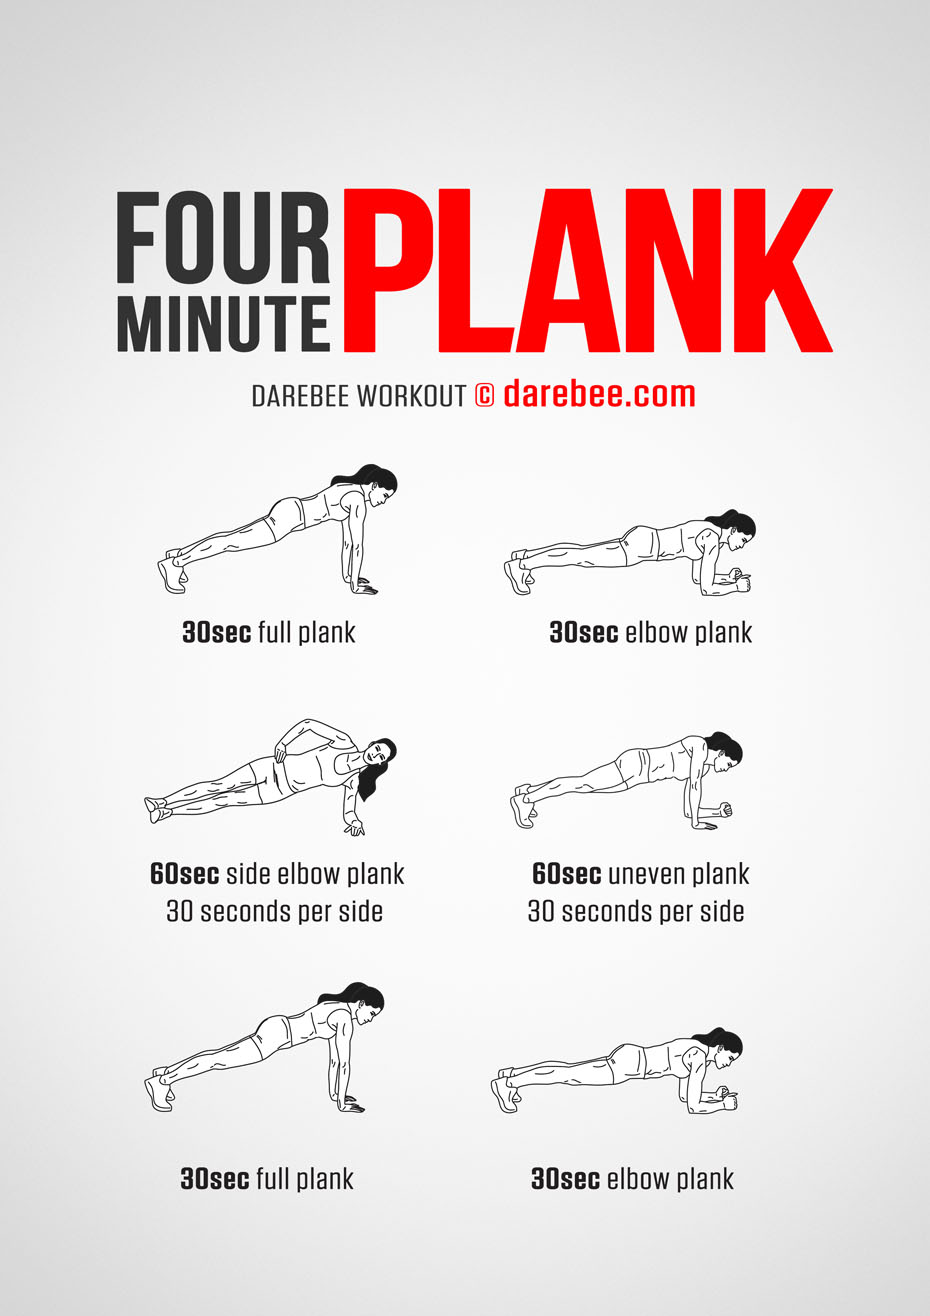 FOUR
MINUTE
PLANK
DAREBEE WORKOUT © darebee.com
30sec full plank
30sec elbow plank
60sec side elbow plank
30 seconds per side
60sec uneven plank
30 seconds per side
30sec full plank
30sec elbow plank